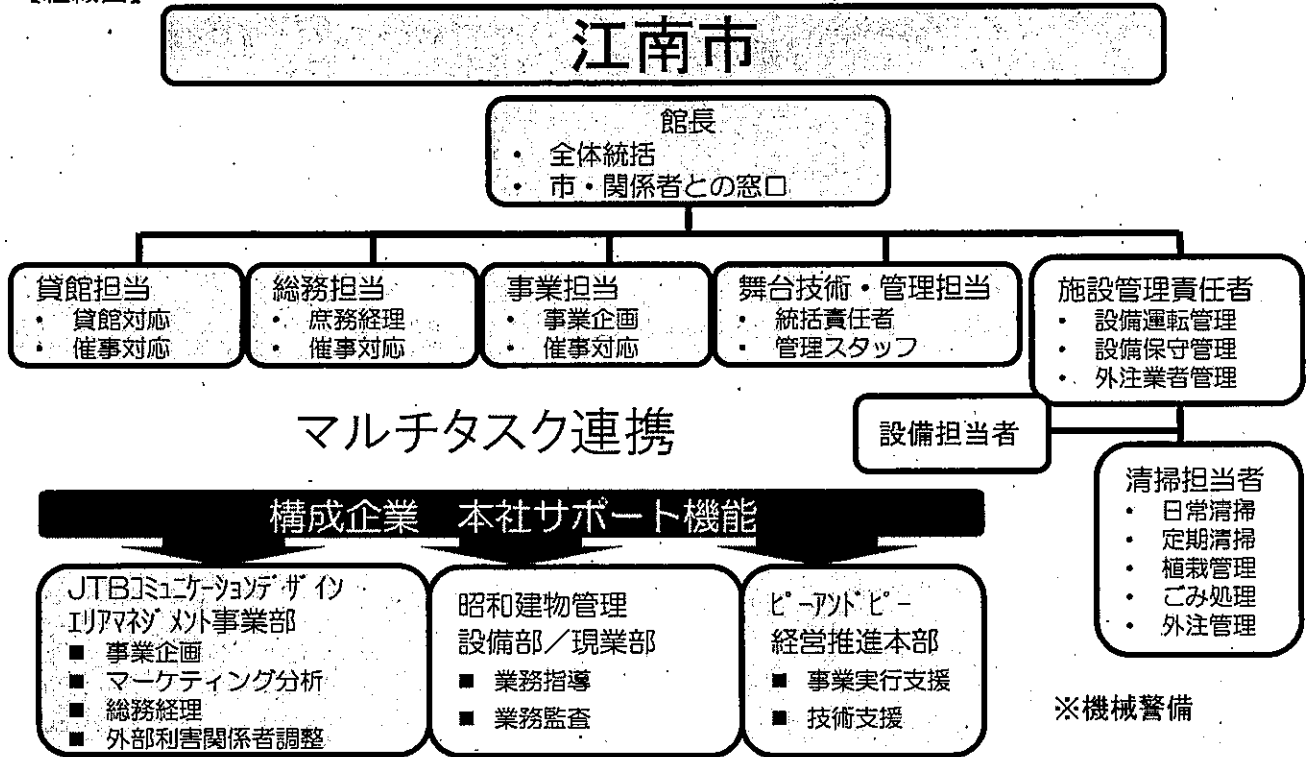 江南市
館長
・ 全体統括
・ 市・関係者との窓口
貸館担当
・ 貸館対応
・ 催事対応
総務担当
・ 庶務経理
・ 催事対応
事業担当
・ 事業企画
・ 催事対応
舞台技術・管理担当
・ 統括責任者
・ 管理スタッフ
施設管理責任者
・ 設備運転管理
・ 設備保守管理
・ 外注業者管理
マルチタスク連携
設備担当者
清掃担当者
・ 日常清掃
・ 定期清掃
・ 植栽管理
・ ごみ処理
・ 外注管理
構成企業 本社サポート機能
JTBｺﾐｭﾆｹｰｼｮﾝﾃﾞｻﾞｲﾝ
ｴﾘｱﾏﾈｼﾞﾒﾝﾄ事業部
■ 事業企画
■ マーケティング分析
■ 総務経理
■ 外部利害関係者調整
昭和建物管理
設備部／現業部
■ 業務指導
■ 業務監査
ﾋﾟｰｱﾝﾄﾞﾋﾟｰ
経営推進本部
■ 事業実行支援
■ 技術支援
※機械警備